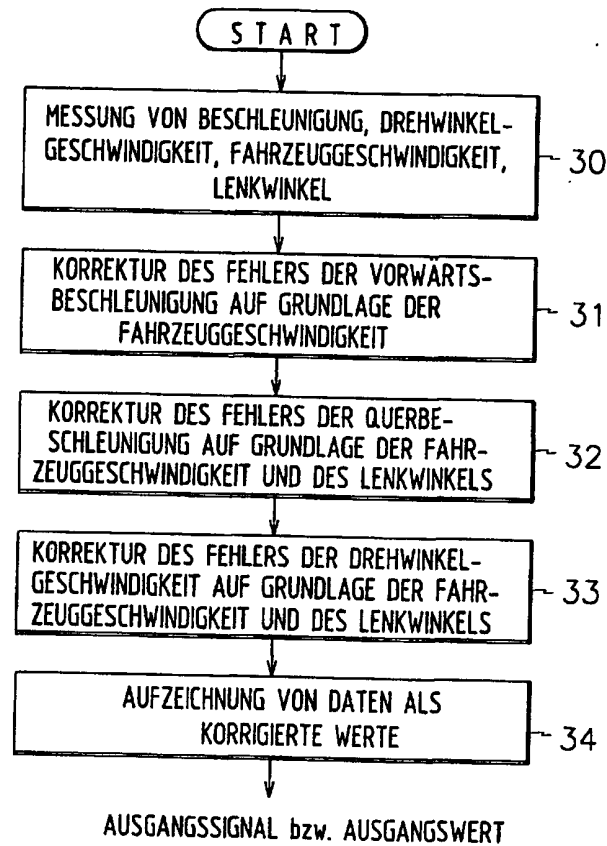 START
MESSUNG VON BESCHLEUNIGUNG, DREHWINKEL-
GESCHWINDIGKEIT, FAHRZEUGGESCHWINDIGKEIT,
LENKWINKEL
30
KORREKTUR DES FEHLERS DER VORWÄRTS-
BESCHLEUNIGUNG AUF GRUNDLAGE DER
FAHRZEUGGESCHWINDIGKEIT
31
KORREKTUR DES FEHLERS DER QUERBE-
SCHLEUNIGUNG AUF GRUNDLAGE DER FAHR-
ZEUGGESCHWINDIGKEIT UND DES LENKWINKELS
32
KORREKTUR DES FEHLERS DER DREHWINKEL-
GESCHWINDIGKEIT AUF GRUNDLAGE DER FAHR-
ZEUGGESCHWINDIGKEIT UND DES LENKWINKELS
33
AUFZEICHNUNG VON DATEN ALS
KORRIGIERTE WERTE
34
AUSGANGSSIGNAL bzw. AUSGANGSWERT